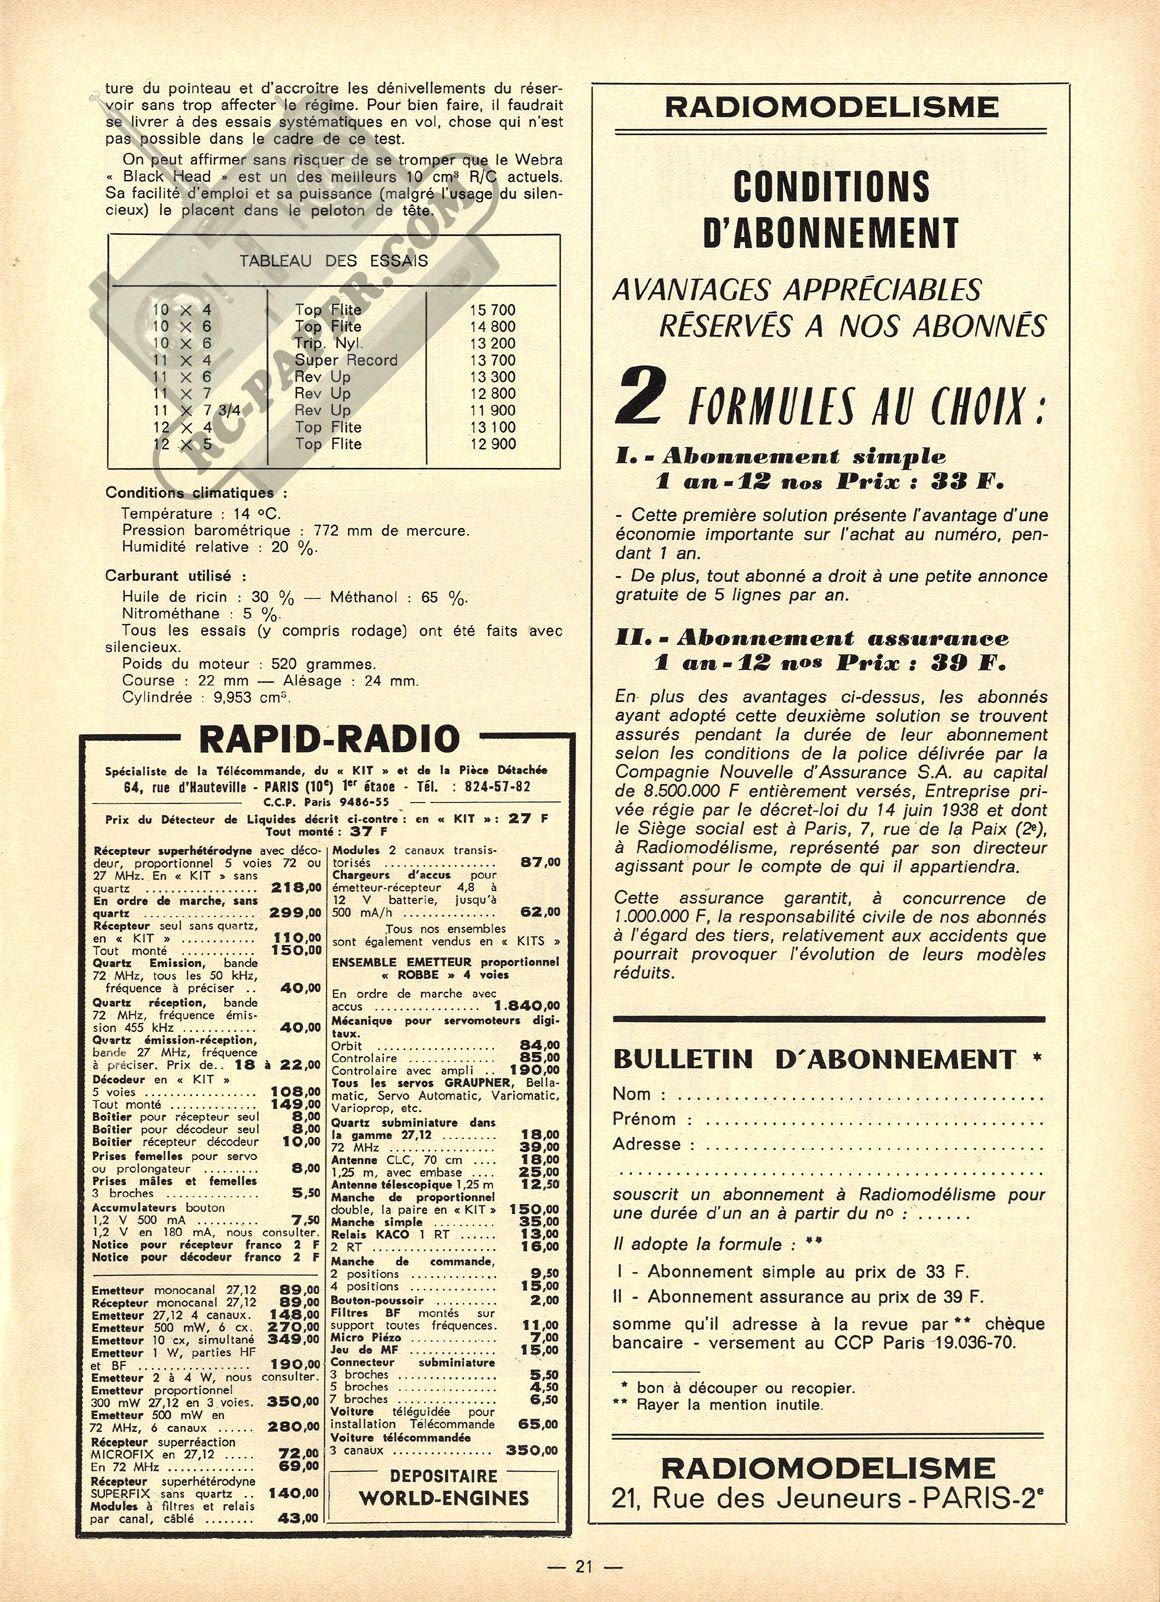 ture du pointeau et d'accroître les dénivellements du réser-
voir sans trop affecter le régime. Pour bien faire, il faudrait
se livrer à des essais systématiques en vol, chose qui n'est
pas possible dans le cadre de ce test.
On peut affirmer sans risquer de se tromper que le Webra
« Black Head » est un des meilleurs 10 cm³ R/C actuels.
Sa facilité d'emploi et sa puissance (malgré l'usage du silen-
cieux) le placent dans le peloton de tête.
RC-PAPER.COM
TABLEAU DES ESSAIS
10 × 4 Top Flite 15 700
10 × 6 Top Flite 14 800
10 × 6 Trip. Nyl. 13 200
11 × 4 Super Record 13 700
11 × 6 Rev Up 13 300
11 × 7 Rev Up 12 800
11 × 7 3/4 Rev Up 11 900
12 × 4 Top Flite 13 100
12 × 5 Top Flite 12 900
Conditions climatiques :
Température : 14 °C.
Pression barométrique : 772 mm de mercure.
Humidité relative : 20 %.
Carburant utilisé :
Huile de ricin : 30 % — Méthanol : 65 %.
Nitrométhane : 5 %.
Tous les essais (y compris rodage) ont été faits avec
silencieux.
Poids du moteur : 520 grammes.
Course : 22 mm — Alésage : 24 mm.
Cylindrée : 9,953 cm³.
RAPID-RADIO
Spécialiste de la Télécommande, du « KIT » et de la Pièce Détachée
64, rue d'Hauteville - PARIS (10e) 1er étaoe - Tél. : 824-57-82
C.C.P. Paris 9486-55
Prix du Détecteur de Liquides décrit ci-contre : en « KIT » : 27 F
Tout monté : 37 F
Récepteur superhétérodyne avec déco-
deur, proportionnel 5 voies 72 ou
27 MHz. En « KIT » sans
quartz ................. 218,00
En ordre de marche, sans
quartz ................. 299,00
Récepteur seul sans quartz,
en « KIT » ............ 110,00
Tout monté ............ 150,00
Quartz Emission, bande
72 MHz, tous les 50 kHz,
fréquence à préciser .. 40,00
Quartz réception, bande
72 MHz, fréquence émis-
sion 455 kHz ............ 40,00
Quartz émission-réception,
bande 27 MHz, fréquence
à préciser. Prix de.. 18 à 22,00
Décodeur en « KIT »
5 voies ................. 108,00
Tout monté ............. 149,00
Boîtier pour récepteur seul 8,00
Boîtier pour décodeur seul 8,00
Boîtier récepteur décodeur 10,00
Prises femelles pour servo
ou prolongateur ......... 8,00
Prises mâles et femelles
3 broches .............. 5,50
Accumulateurs bouton
1,2 V 500 mA .......... 7,50
1,2 V en 180 mA, nous consulter.
Notice pour récepteur franco 2 F
Notice pour décodeur franco 2 F
Emetteur monocanal 27,12 89,00
Récepteur monocanal 27,12 89,00
Emetteur 27,12 4 canaux. 148,00
Emetteur 500 mW, 6 cx. 270,00
Emetteur 10 cx, simultané 349,00
Emetteur 1 W, parties HF
et BF ................. 190,00
Emetteur 2 à 4 W, nous consulter.
Emetteur proportionnel
300 mW 27,12 en 3 voies. 350,00
Emetteur 500 mW en
72 MHz, 6 canaux ...... 280,00
Récepteur superréaction
MICROFIX en 27,12 ..... 72,00
En 72 MHz ............. 69,00
Récepteur superhétérodyne
SUPERFIX sans quartz .. 140,00
Modules à filtres et relais
par canal, câblé ........ 43,00
Modules 2 canaux transis-
torisés ................. 87,00
Chargeurs d'accus pour
émetteur-récepteur 4,8 à
12 V batterie, jusqu'à
500 mA/h .............. 62,00
Tous nos ensembles
sont également vendus en « KITS »
ENSEMBLE EMETTEUR proportionnel
« ROBBE » 4 voies
En ordre de marche avec
accus ................ 1.840,00
Mécanique pour servomoteurs digi-
taux.
Orbit ................. 84,00
Controlaire ............. 85,00
Controlaire avec ampli .. 190,00
Tous les servos GRAUPNER, Bella-
matic, Servo Automatic, Variomatic,
Varioprop, etc.
Quartz subminiature dans
la gamme 27,12 ......... 18,00
72 MHz ................ 39,00
Antenne CLC, 70 cm .... 18,00
1,25 m, avec embase .... 25,00
Antenne télescopique 1,25 m 12,50
Manche de proportionnel
double, la paire en « KIT » 150,00
Manche simple .......... 35,00
Relais KACO 1 RT ...... 13,00
2 RT .................. 16,00
Manche de commande,
2 positions ............. 9,50
4 positions ............. 15,00
Bouton-poussoir .......... 2,00
Filtres BF montés sur
support toutes fréquences. 11,00
Micro Piézo ............. 7,00
Jeu de MF ............. 15,00
Connecteur subminiature
3 broches .............. 5,50
5 broches .............. 4,50
7 broches .............. 6,50
Voiture téléguidée pour
installation Télécommande 65,00
Voiture télécommandée
3 canaux ............... 350,00
DEPOSITAIRE
WORLD-ENGINES
RADIOMODELISME
CONDITIONS
D'ABONNEMENT
AVANTAGES APPRÉCIABLES
RÉSERVÉS A NOS ABONNÉS
2 FORMULES AU CHOIX :
I. - Abonnement simple
1 an - 12 nos Prix : 33 F.
- Cette première solution présente l'avantage d'une
économie importante sur l'achat au numéro, pen-
dant 1 an.
- De plus, tout abonné a droit à une petite annonce
gratuite de 5 lignes par an.
II. - Abonnement assurance
1 an - 12 nos Prix : 39 F.
En plus des avantages ci-dessus, les abonnés
ayant adopté cette deuxième solution se trouvent
assurés pendant la durée de leur abonnement
selon les conditions de la police délivrée par la
Compagnie Nouvelle d'Assurance S.A. au capital
de 8.500.000 F entièrement versés, Entreprise pri-
vée régie par le décret-loi du 14 juin 1938 et dont
le Siège social est à Paris, 7, rue de la Paix (2e),
à Radiomodélisme, représenté par son directeur
agissant pour le compte de qui il appartiendra.
Cette assurance garantit, à concurrence de
1.000.000 F, la responsabilité civile de nos abonnés
à l'égard des tiers, relativement aux accidents que
pourrait provoquer l'évolution de leurs modèles
réduits.
BULLETIN D'ABONNEMENT *
Nom : ........................................
Prénom : ....................................
Adresse : ....................................
..............................................
souscrit un abonnement à Radiomodélisme pour
une durée d'un an à partir du no : ......
Il adopte la formule : **
I - Abonnement simple au prix de 33 F.
II - Abonnement assurance au prix de 39 F.
somme qu'il adresse à la revue par ** chèque
bancaire - versement au CCP Paris 19.036-70.
* bon à découper ou recopier.
** Rayer la mention inutile.
RADIOMODELISME
21, Rue des Jeuneurs - PARIS-2e
— 21 —